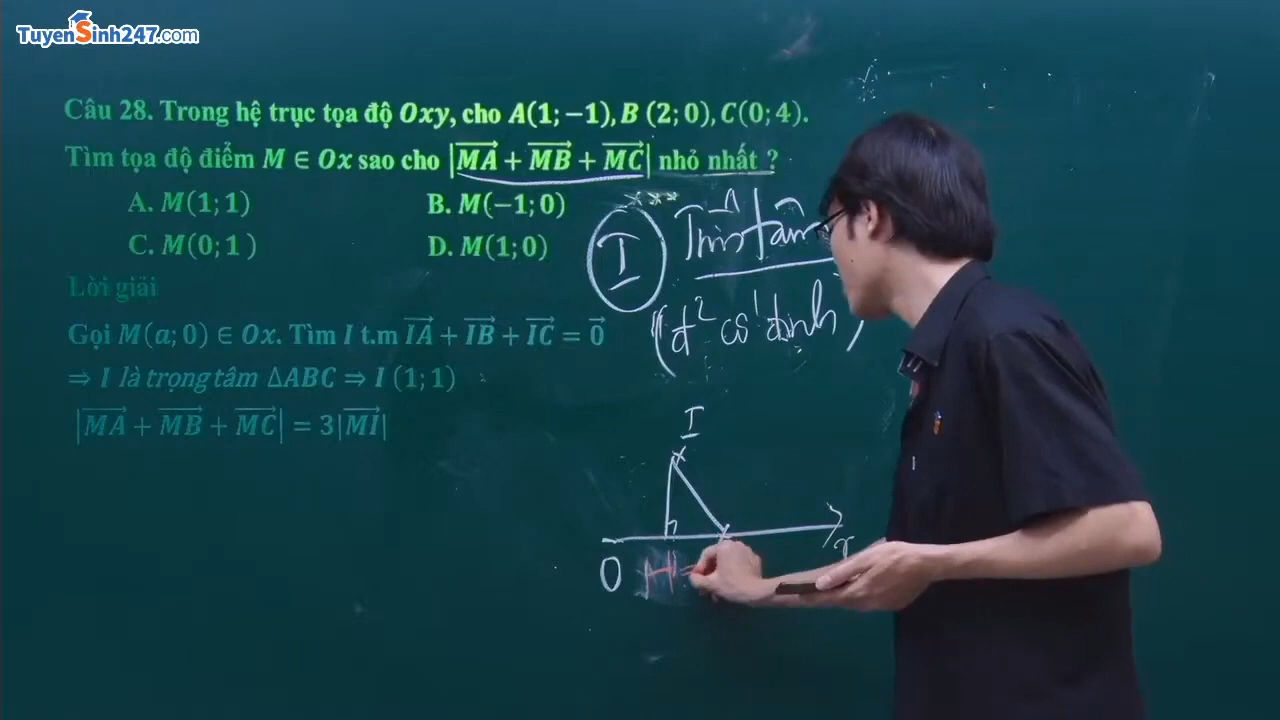 TuyenSinh247.com
Câu 28. Trong hệ trục tọa độ Oxy, cho A(1; −1), B (2; 0), C(0; 4).
Tìm tọa độ điểm M ∈ Ox sao cho |MA + MB + MC| nhỏ nhất ?
A. M(1; 1)
B. M(−1; 0)
C. M(0; 1 )
D. M(1; 0)
Lời giải
Gọi M(a; 0) ∈ Ox. Tìm I t.m IA + IB + IC = 0
⇒ I là trọng tâm ΔABC ⇒ I (1; 1)
|MA + MB + MC| = 3|MI|
I
cố định
I
O
x
H